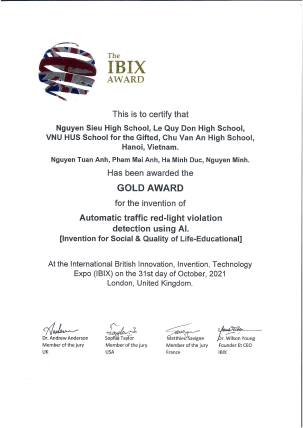 The
IBIX
AWARD
This is to certify that
Nguyen Sieu High School, Le Quy Don High School,
VNU HUS School for the Gifted, Chu Van An High School,
Hanoi, Vietnam.
Nguyen Tuan Anh, Pham Mai Anh, Ha Minh Duc, Nguyen Minh.
Has been awarded the
GOLD AWARD
for the invention of
Automatic traffic red-light violation
detection using AI.
[Invention for Social & Quality of Life-Educational]
At the International British Innovation, Invention, Technology
Expo (IBIX) on the 31st day of October, 2021
London, United Kingdom.
Dr. Andrew Anderson Sophie Taylor Matthieu Savigne Dr. Wilson Young
Member of the jury Member of the jury Member of the jury Founder Et CEO
UK USA France IBIX